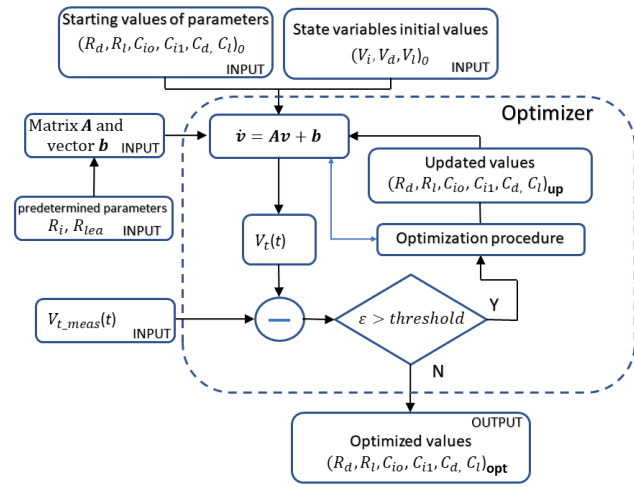 Starting values of parameters
(R_d, R_l, C_io, C_i1, C_d, C_l)_0
INPUT
State variables initial values
(V_i, V_d, V_l)_0
INPUT
Optimizer
Matrix A and
vector b
INPUT
v̇ = Av + b
Updated values
(R_d, R_l, C_io, C_i1, C_d, C_l)_up
predetermined parameters
R_i, R_lea
INPUT
V_t(t)
Optimization procedure
V_t_meas(t)
INPUT
−
ε > threshold
Y
N
OUTPUT
Optimized values
(R_d, R_l, C_io, C_i1, C_d, C_l)_opt